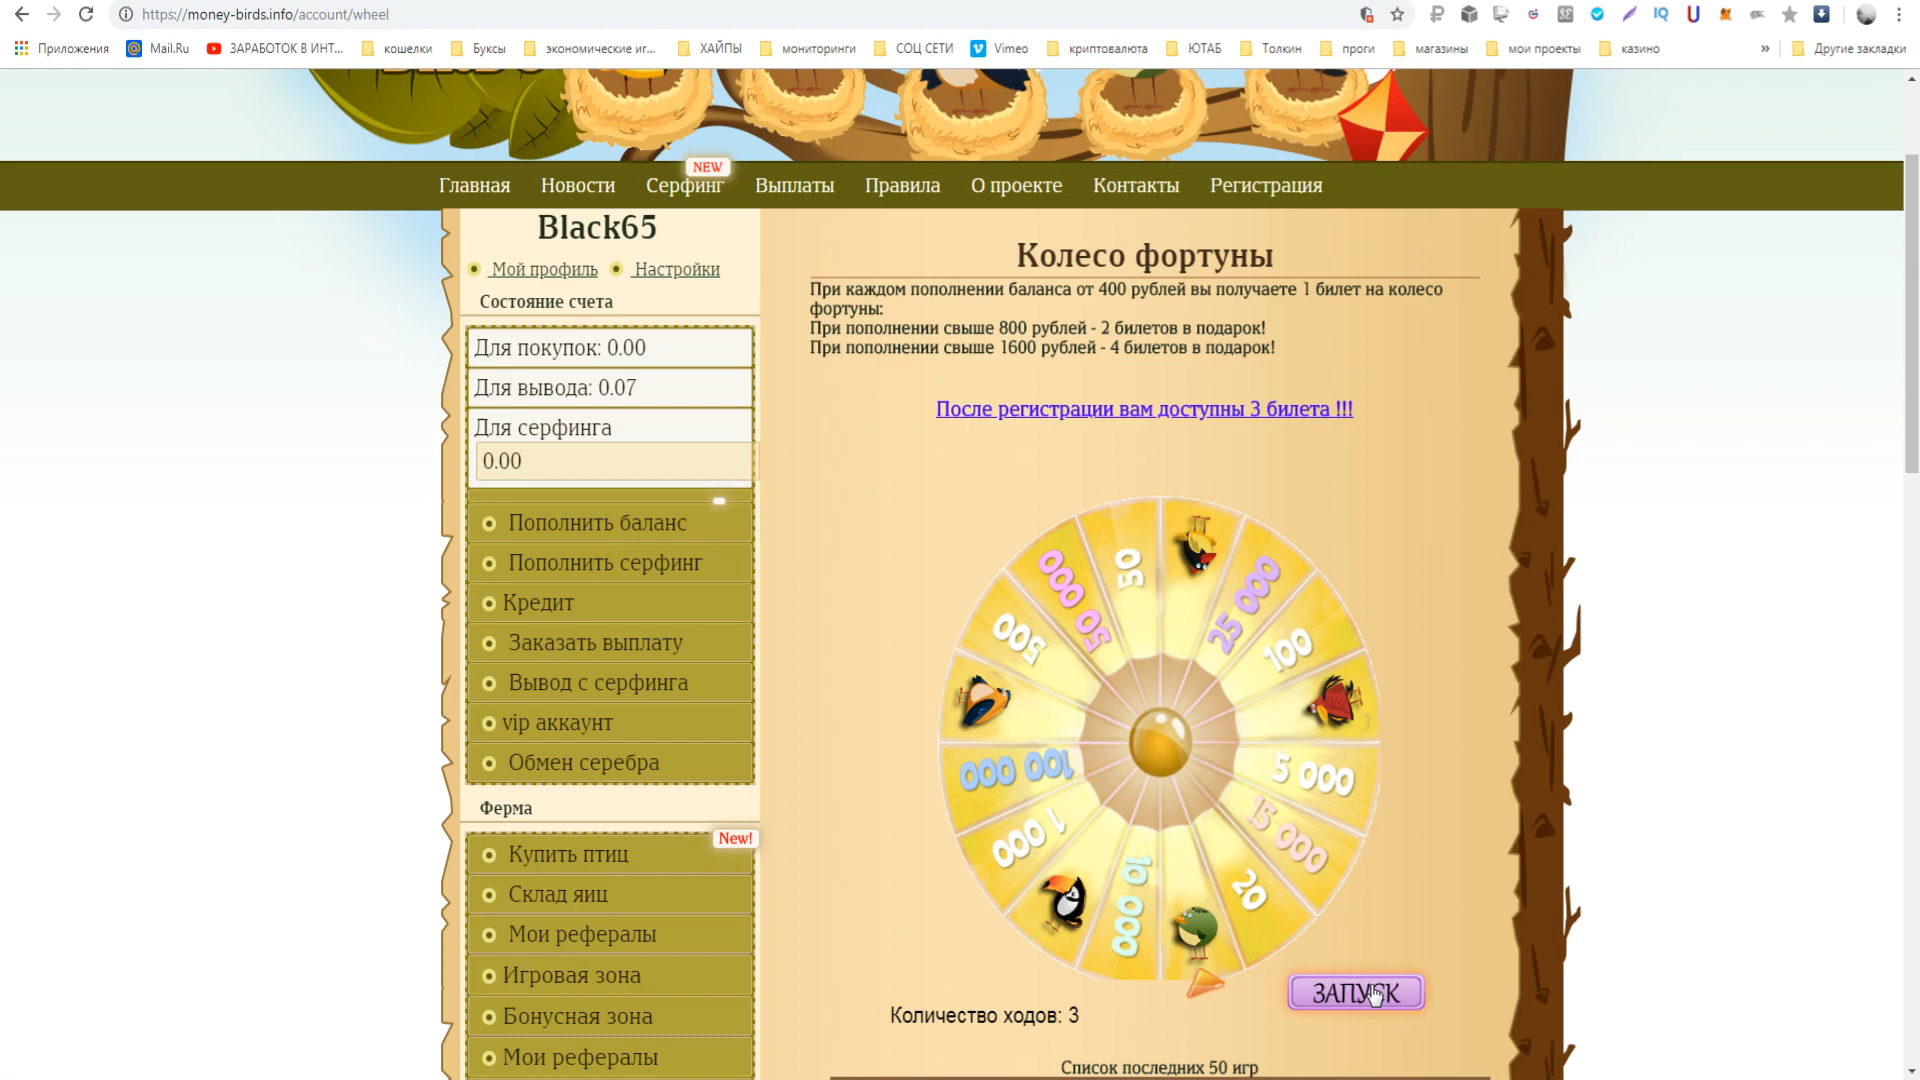 https://money-birds.info/account/wheel
Приложения
Mail.Ru
ЗАРАБОТОК В ИНТ...
кошелки
Буксы
экономические иг...
ХАЙПЫ
мониторинги
СОЦ СЕТИ
Vimeo
криптовалюта
ЮТАБ
Толкин
проги
магазины
мои проекты
казино
»
Другие закладки
NEW
Главная
Новости
Серфинг
Выплаты
Правила
О проекте
Контакты
Регистрация
Black65
Мой профиль
Настройки
Состояние счета
Для покупок: 0.00
Для вывода: 0.07
Для серфинга
0.00
Пополнить баланс
Пополнить серфинг
Кредит
Заказать выплату
Вывод с серфинга
vip аккаунт
Обмен серебра
Ферма
New!
Купить птиц
Склад яиц
Мои рефералы
Игровая зона
Бонусная зона
Мои рефералы
Колесо фортуны
При каждом пополнении баланса от 400 рублей вы получаете 1 билет на колесо
фортуны:
При пополнении свыше 800 рублей - 2 билетов в подарок!
При пополнении свыше 1600 рублей - 4 билетов в подарок!
После регистрации вам доступны 3 билета !!!
50
25 000
100
5 000
15 000
20
10 000
1 000
100 000
500
50 000
ЗАПУСК
Количество ходов: 3
Список последних 50 игр